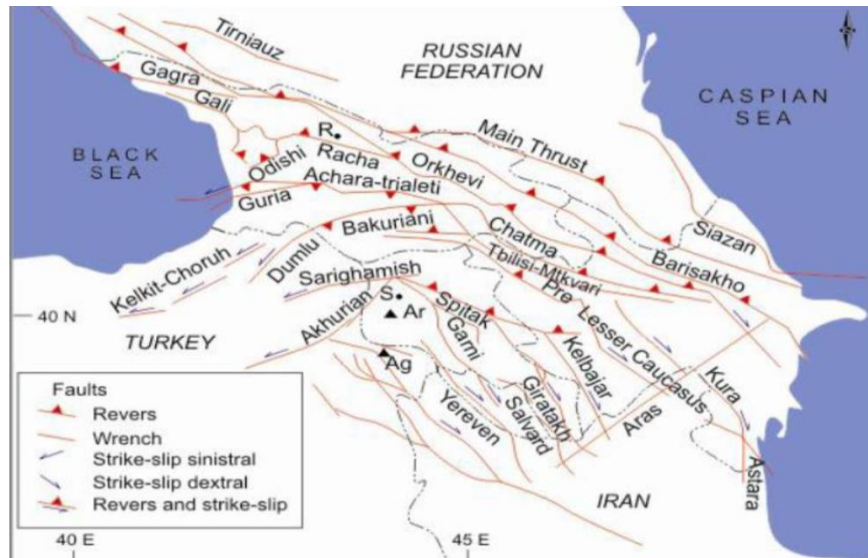 Tirniauz
RUSSIAN
FEDERATION
CASPIAN
SEA
Gagra
Gali
BLACK
SEA
R.
Main Thrust
Odishi
Racha
Orkhevi
Achara-trialeti
Guria
Siazan
Bakuriani
Chatma
Barisakho
Dumlu
Tbilisi-Mtkvari
Kelkit-Choruh
Sarighamish
S.
Spitak
Pre Lesser Caucasus
40 N
Ar
TURKEY
Akhurian
Garni
Ag
Kelbajar
Kura
Giratakh
Salvard
Yereven
Aras
Astara
IRAN
Faults
Revers
Wrench
Strike-slip sinistral
Strike-slip dextral
Revers and strike-slip
40 E
45